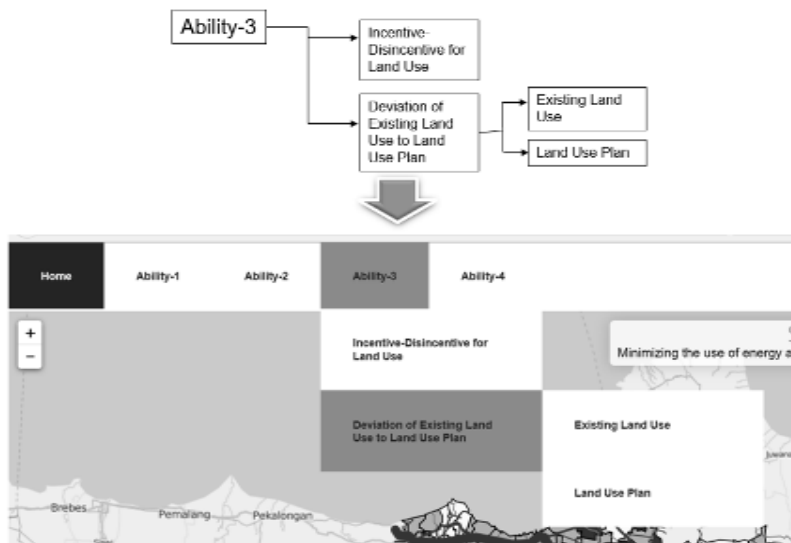 Ability-3
Incentive-
Disincentive for
Land Use
Deviation of
Existing Land
Use to Land
Use Plan
Existing Land
Use
Land Use Plan
Home
Ability-1
Ability-2
Ability-3
Ability-4
+
−
Incentive-Disincentive for
Land Use
Minimizing the use of energy a
Deviation of Existing Land
Use to Land Use Plan
Existing Land Use
Land Use Plan
Brebes
Pemalang
Pekalongan